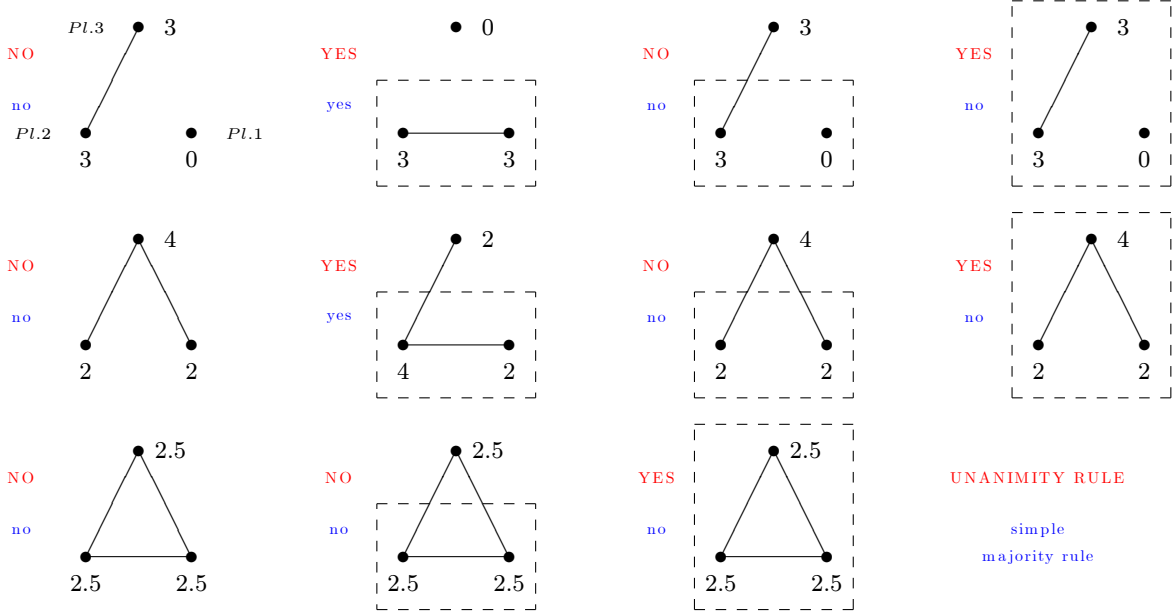 Pl.3 3 0 3 3
NO YES NO YES
no yes no no
Pl.2 Pl.1
3 0 3 3 3 0 3 0
4 2 4 4
NO YES NO YES
no yes no no
2 2 4 2 2 2 2 2
2.5 2.5 2.5
NO NO YES UNANIMITY RULE
no no no simple
majority rule
2.5 2.5 2.5 2.5 2.5 2.5